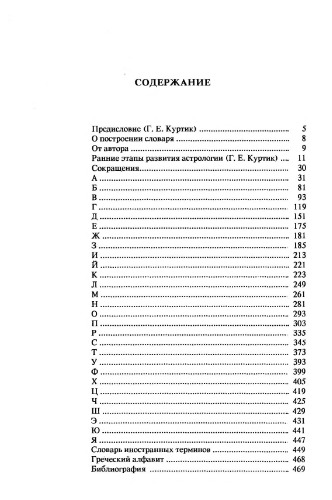 СОДЕРЖАНИЕ
Предисловие (Г. Е. Куртик) 5
О построении словаря 8
От автора 9
Ранние этапы развития астрологии (Г. Е. Куртик) 11
Сокращения 30
А 31
Б 81
В 93
Г 119
Д 151
Е 175
Ж 181
З 185
И 213
Й 221
К 223
Л 249
М 261
Н 281
О 293
П 303
Р 335
С 345
Т 373
У 393
Ф 399
Х 405
Ц 419
Ч 425
Ш 429
Э 431
Ю 441
Я 447
Словарь иностранных терминов 449
Греческий алфавит 468
Библиография 469